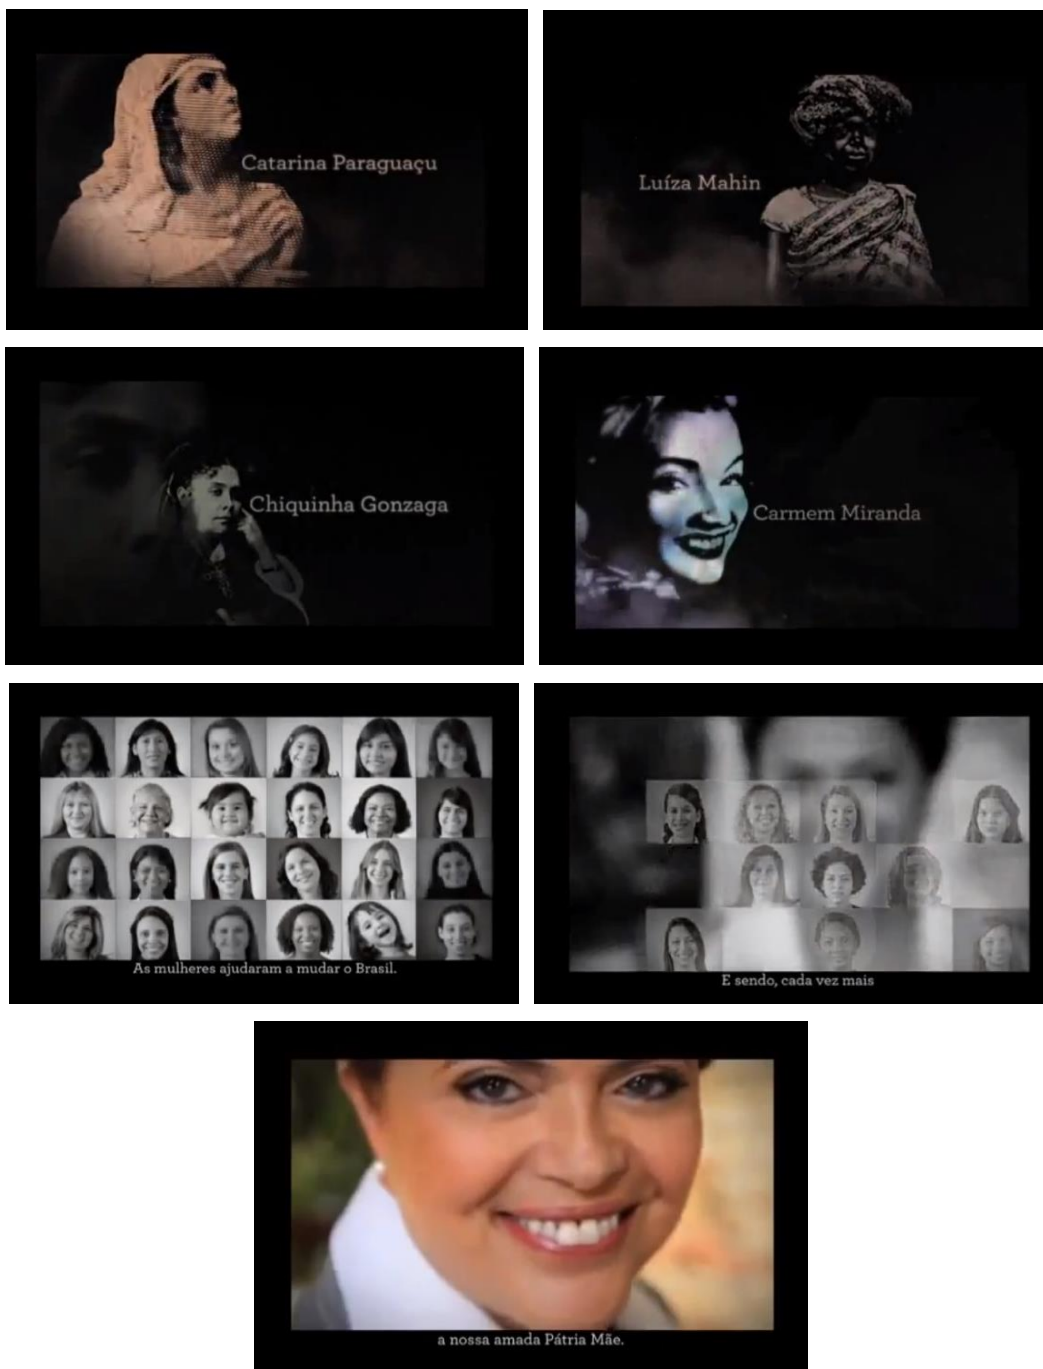 Catarina Paraguaçu
Luíza Mahin
Chiquinha Gonzaga
Carmem Miranda
As mulheres ajudaram a mudar o Brasil.
E sendo, cada vez mais
a nossa amada Pátria Mãe.